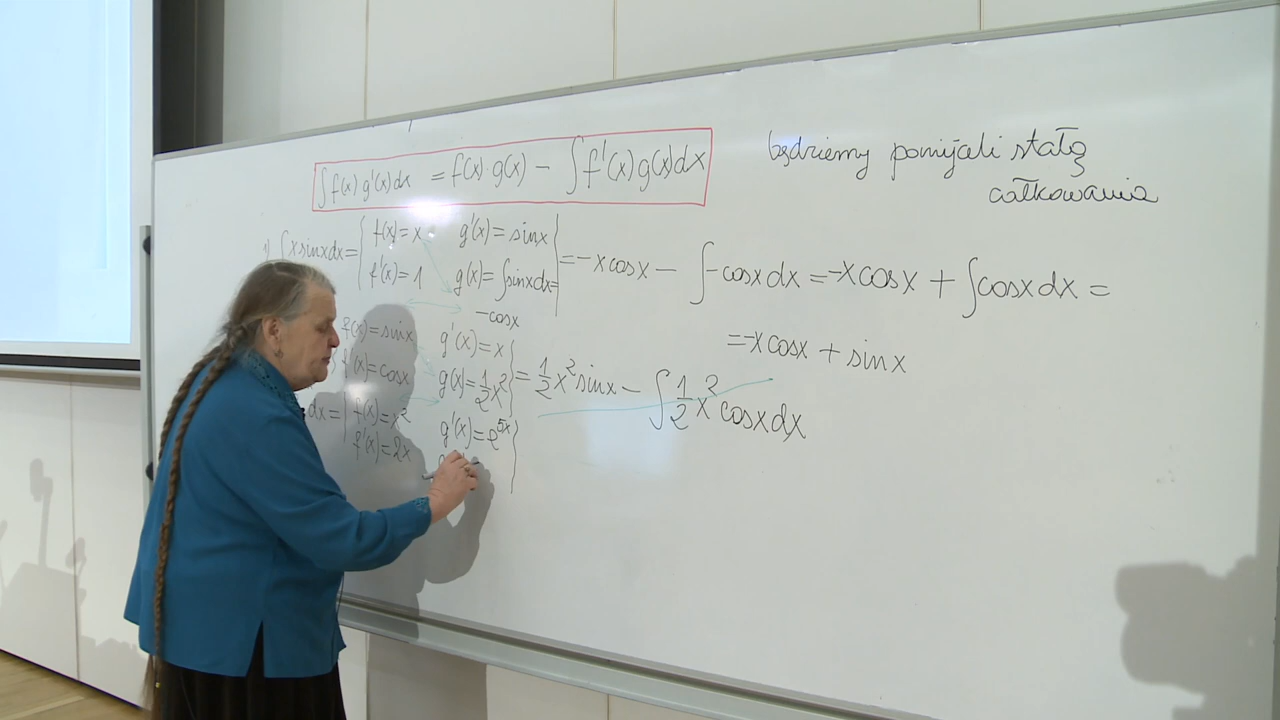 ∫f(x) g'(x)dx = f(x)·g(x) − ∫f'(x)g(x)dx
będziemy pomijali stałą
całkowania
1) ∫x sinx dx = f(x) = x g'(x) = sinx
f'(x) = 1 g(x) = ∫sinx dx =
−cosx
= −x cosx − ∫−cosx dx = −x cosx + ∫cosx dx =
= −x cosx + sinx
f(x) = sinx g'(x) = x
f'(x) = cosx g(x) = 1/2 x²
= 1/2 x² sinx − ∫ 1/2 x² cosx dx
dx = f(x) = x² g'(x) = e⁵ˣ
f'(x) = 2x